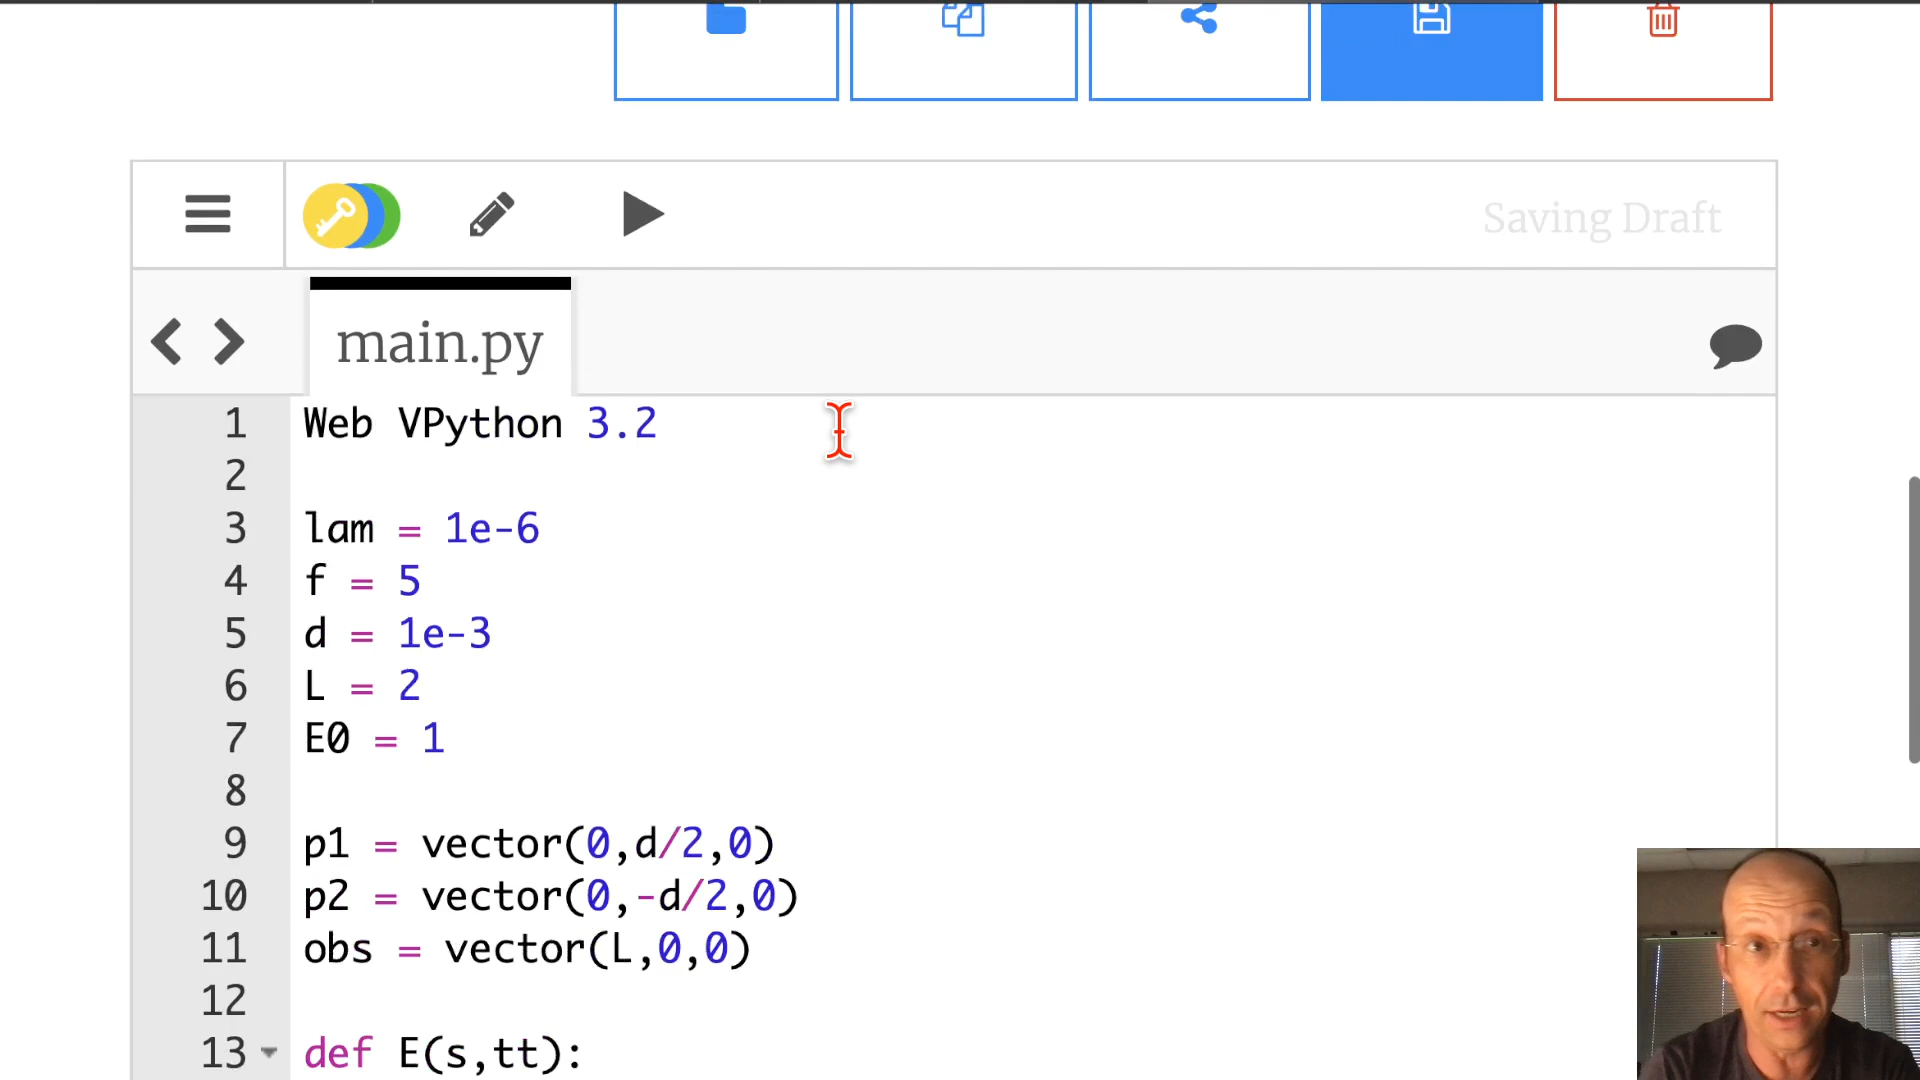 Saving Draft
main.py
1 Web VPython 3.2
2
3 lam = 1e-6
4 f = 5
5 d = 1e-3
6 L = 2
7 E0 = 1
8
9 p1 = vector(0,d/2,0)
10 p2 = vector(0,-d/2,0)
11 obs = vector(L,0,0)
12
13 def E(s,tt):